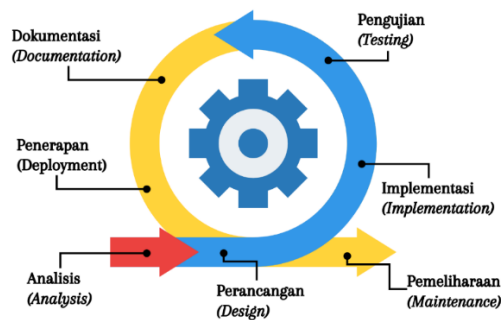 Dokumentasi
(Documentation)
Pengujian
(Testing)
Penerapan
(Deployment)
Implementasi
(Implementation)
Analisis
(Analysis)
Perancangan
(Design)
Pemeliharaan
(Maintenance)